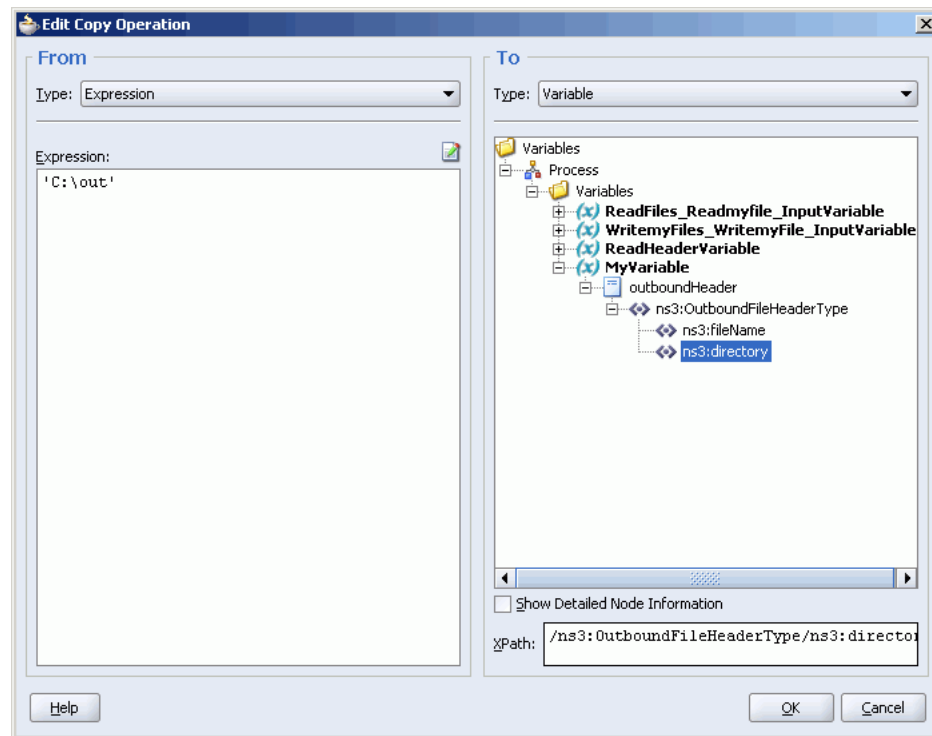 Edit Copy Operation
From
Type: Expression
Expression:
'C:\out'
To
Type: Variable
Variables
Process
Variables
ReadFiles_Readmyfile_InputVariable
WritemyFiles_WritemyFile_InputVariable
ReadHeaderVariable
MyVariable
outboundHeader
ns3:OutboundFileHeaderType
ns3:fileName
ns3:directory
Show Detailed Node Information
XPath: /ns3:OutboundFileHeaderType/ns3:director
Help
OK
Cancel